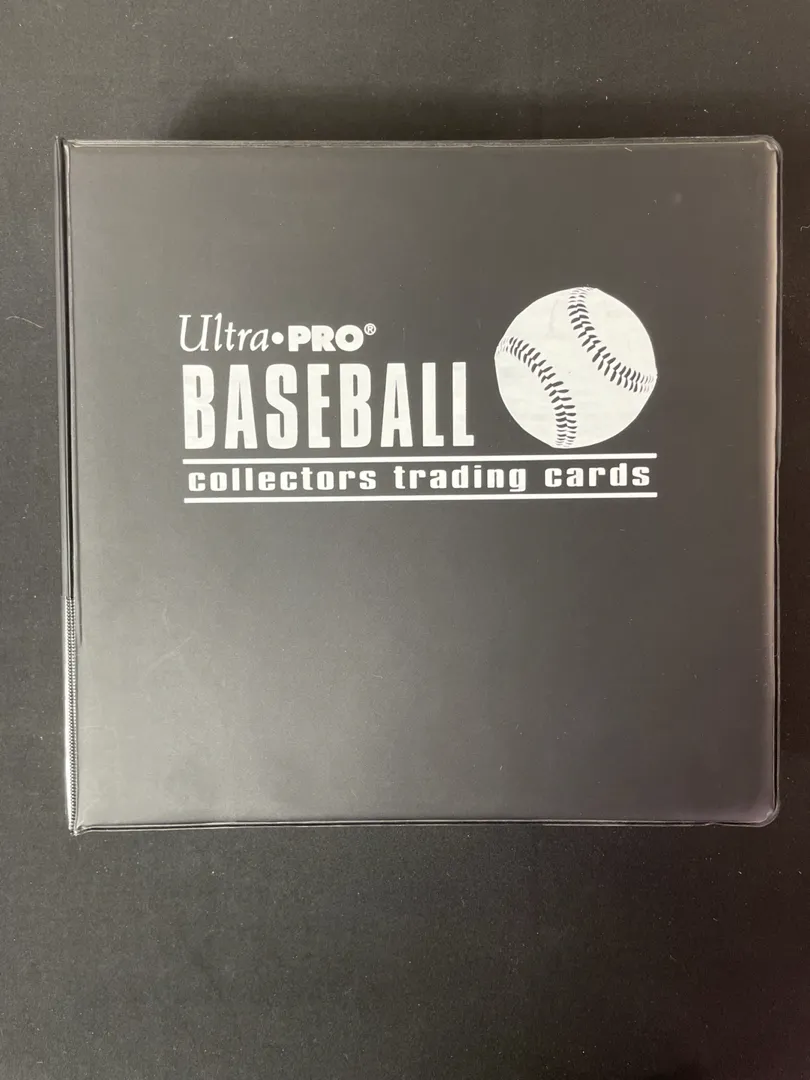 Ultra•PRO®
BASEBALL
collectors trading cards